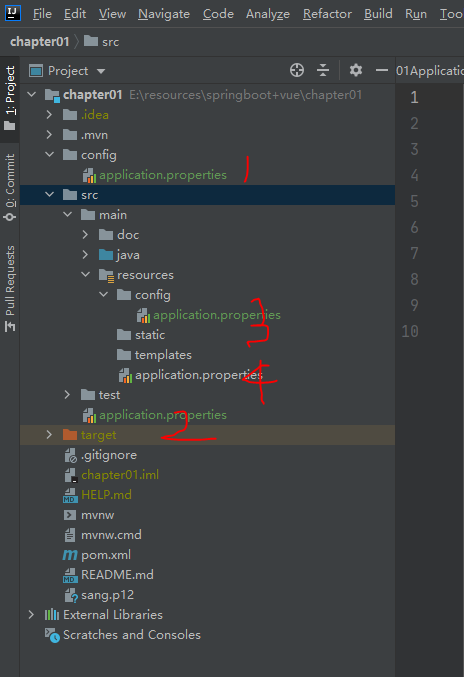 IJ File Edit View Navigate Code Analyze Refactor Build Run Too
chapter01 src
Project 01Applicatio
chapter01 E:\resources\springboot+vue\chapter01
.idea
.mvn
config
application.properties 1
src
main
doc
java
resources
config
application.properties 3
static
templates
application.properties 4
test
application.properties
target 2
.gitignore
chapter01.iml
HELP.md
mvnw
mvnw.cmd
pom.xml
README.md
sang.p12
External Libraries
Scratches and Consoles
1: Project
0: Commit
Pull Requests
1
2
3
4
5
6
7
8
9
10